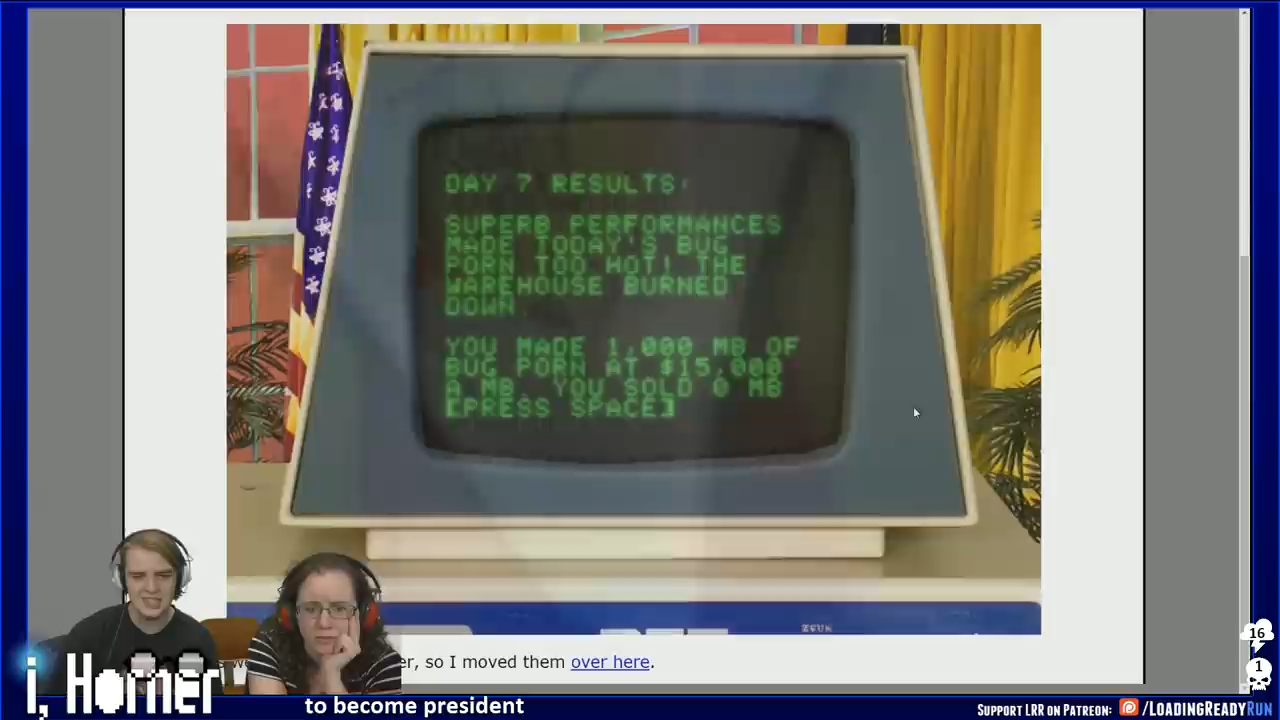 DAY 7 RESULTS:
SUPERB PERFORMANCES
MADE TODAY'S BUG
PORN TOO HOT! THE
WAREHOUSE BURNED
DOWN.
YOU MADE 1,000 MB OF
BUG PORN AT $15,000
A MB. YOU SOLD 0 MB
[PRESS SPACE]
so I moved them over here.
16
1
i, Horner
to become president
SUPPORT LRR ON PATREON: /LOADINGREADYRUN